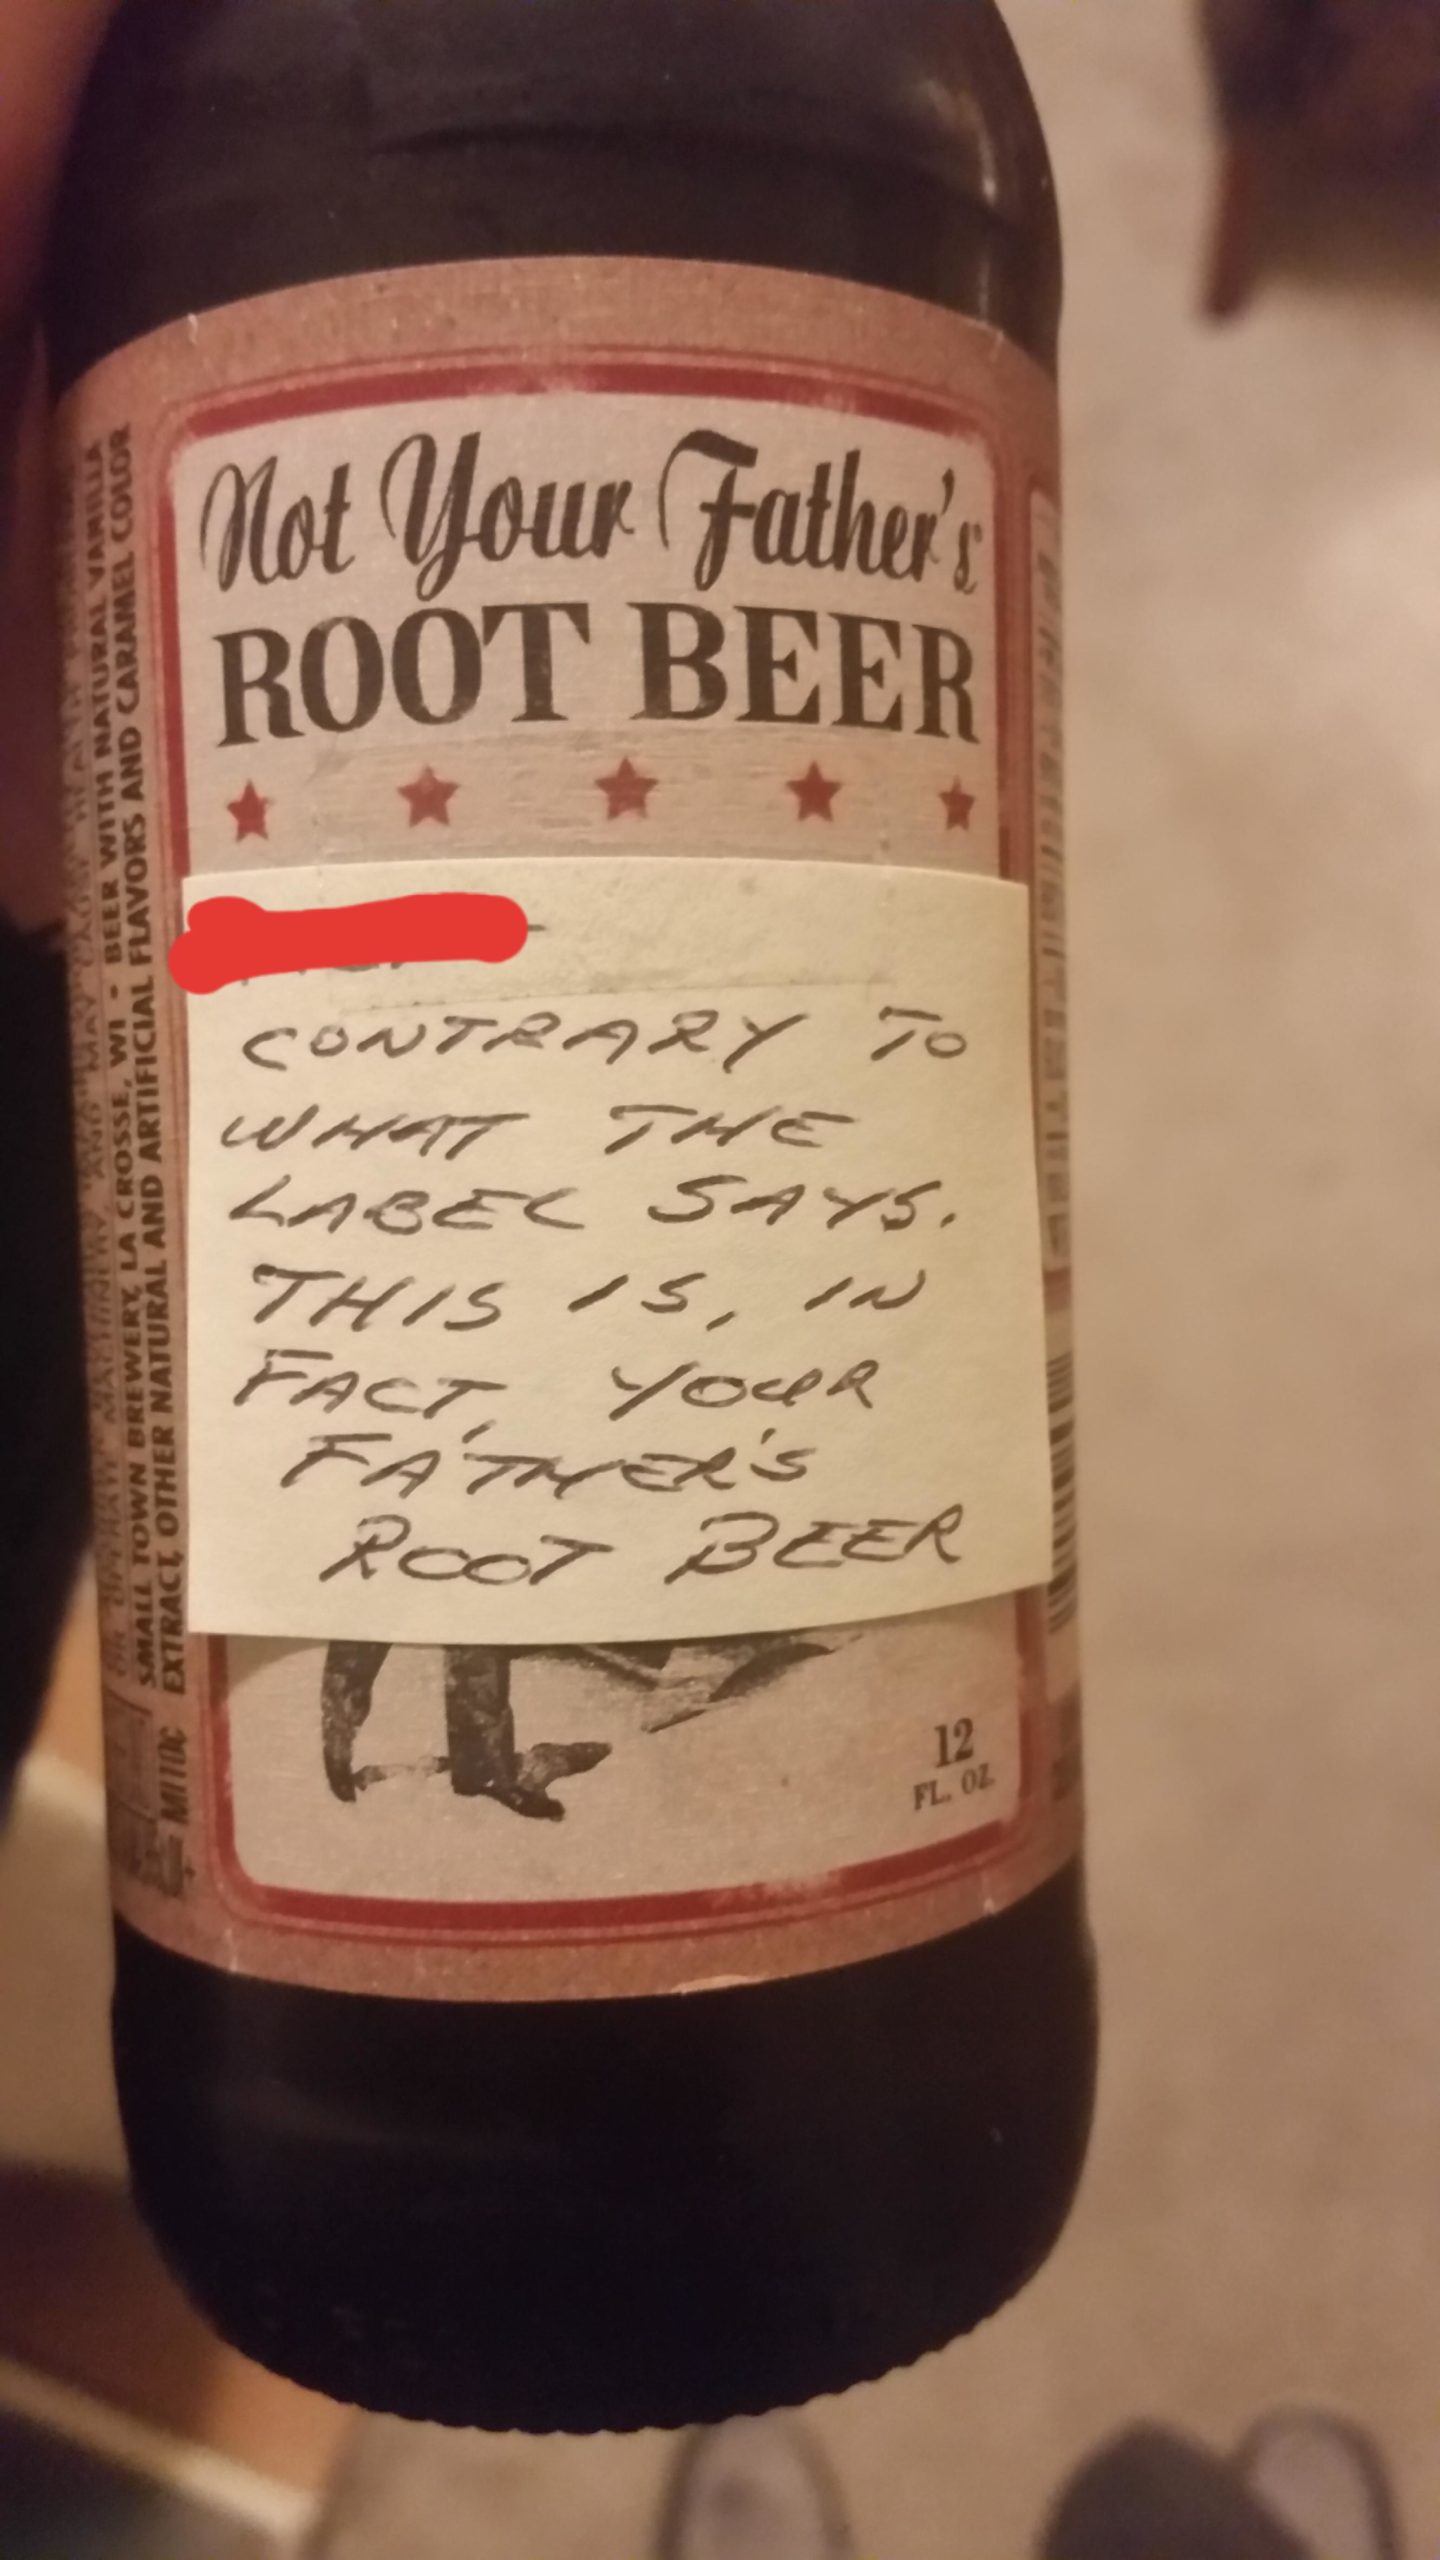 Not Your Father's
ROOT BEER
CONTRARY TO
WHAT THE
LABEL SAYS.
THIS IS, IN
FACT, YOUR
FATHER'S
ROOT BEER
12
FL. OZ.
SMALL TOWN BREWERY, LA CROSSE, WI - BEER WITH NATURAL VANILLA
EXTRACT, OTHER NATURAL AND ARTIFICIAL FLAVORS AND CARAMEL COLOR